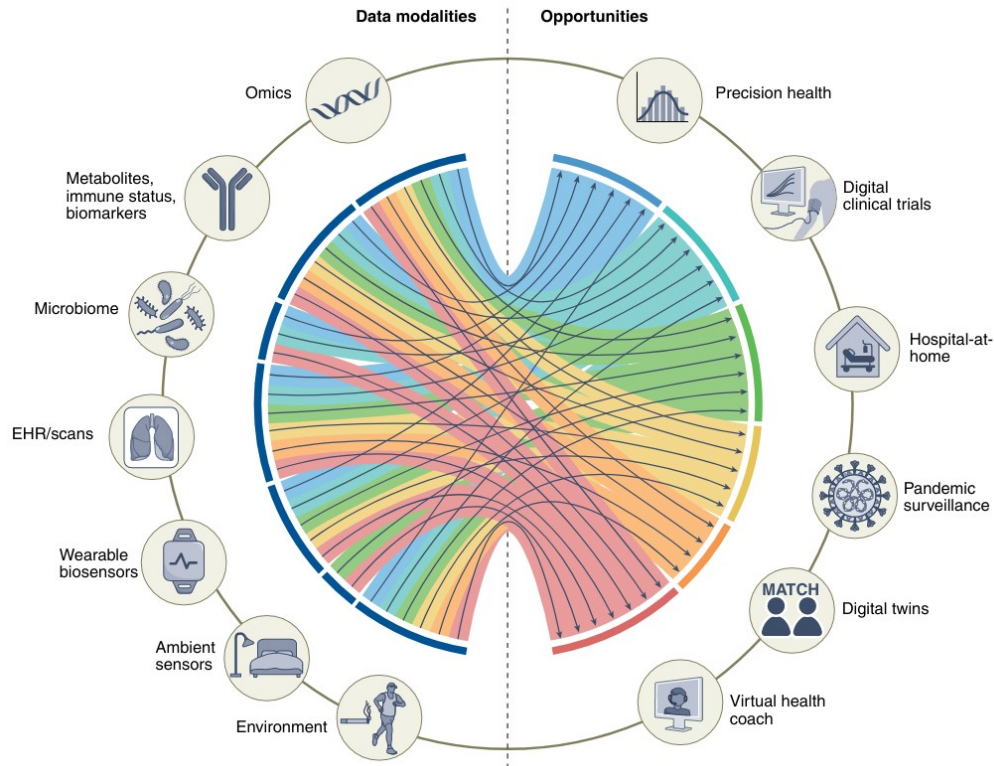 Data modalities
Opportunities
Omics
Metabolites,
immune status,
biomarkers
Microbiome
EHR/scans
Wearable
biosensors
Ambient
sensors
Environment
Precision health
Digital
clinical trials
Hospital-at-
home
Pandemic
surveillance
MATCH
Digital twins
Virtual health
coach